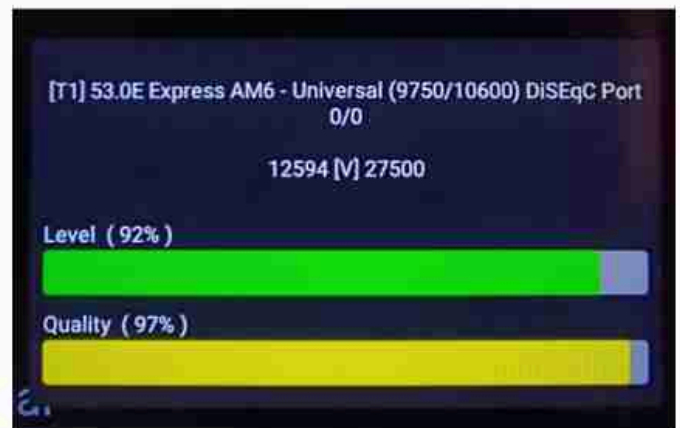 [T1] 53.0E Express AM6 - Universal (9750/10600) DiSEqC Port
0/0
12594 [V] 27500
Level ( 92% )
Quality ( 97% )